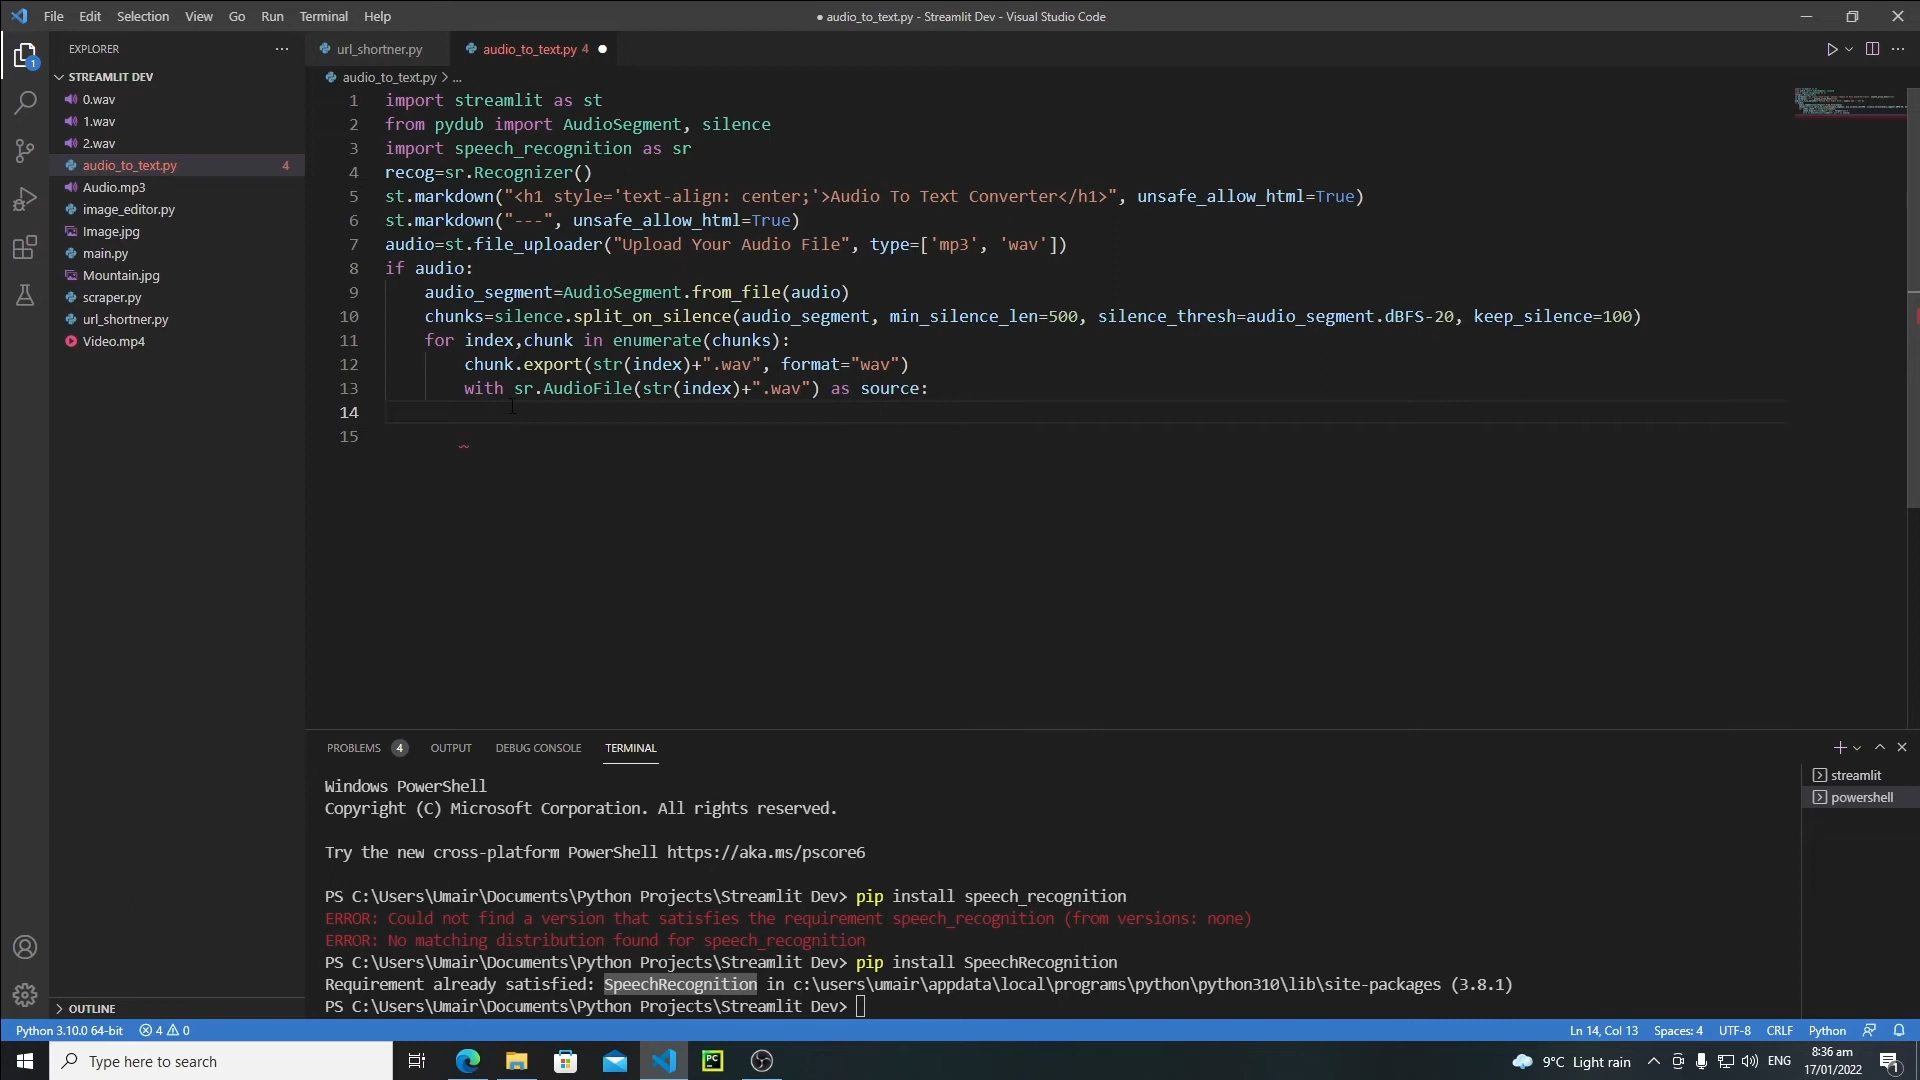 File Edit Selection View Go Run Terminal Help
● audio_to_text.py - Streamlit Dev - Visual Studio Code
EXPLORER
STREAMLIT DEV
0.wav
1.wav
2.wav
audio_to_text.py 4
Audio.mp3
image_editor.py
Image.jpg
main.py
Mountain.jpg
scraper.py
url_shortner.py
Video.mp4
OUTLINE
1
url_shortner.py audio_to_text.py 4
audio_to_text.py > ...
1 import streamlit as st
2 from pydub import AudioSegment, silence
3 import speech_recognition as sr
4 recog=sr.Recognizer()
5 st.markdown("<h1 style='text-align: center;'>Audio To Text Converter</h1>", unsafe_allow_html=True)
6 st.markdown("---", unsafe_allow_html=True)
7 audio=st.file_uploader("Upload Your Audio File", type=['mp3', 'wav'])
8 if audio:
9 audio_segment=AudioSegment.from_file(audio)
10 chunks=silence.split_on_silence(audio_segment, min_silence_len=500, silence_thresh=audio_segment.dBFS-20, keep_silence=100)
11 for index,chunk in enumerate(chunks):
12 chunk.export(str(index)+".wav", format="wav")
13 with sr.AudioFile(str(index)+".wav") as source:
14
15
PROBLEMS 4 OUTPUT DEBUG CONSOLE TERMINAL
Windows PowerShell
Copyright (C) Microsoft Corporation. All rights reserved.
Try the new cross-platform PowerShell https://aka.ms/pscore6
PS C:\Users\Umair\Documents\Python Projects\Streamlit Dev> pip install speech_recognition
ERROR: Could not find a version that satisfies the requirement speech_recognition (from versions: none)
ERROR: No matching distribution found for speech_recognition
PS C:\Users\Umair\Documents\Python Projects\Streamlit Dev> pip install SpeechRecognition
Requirement already satisfied: SpeechRecognition in c:\users\umair\appdata\local\programs\python\python310\lib\site-packages (3.8.1)
PS C:\Users\Umair\Documents\Python Projects\Streamlit Dev>
streamlit
powershell
Python 3.10.0 64-bit 4 0 Ln 14, Col 13 Spaces: 4 UTF-8 CRLF Python
Type here to search
PC
9°C Light rain ENG
8:36 am
17/01/2022
1